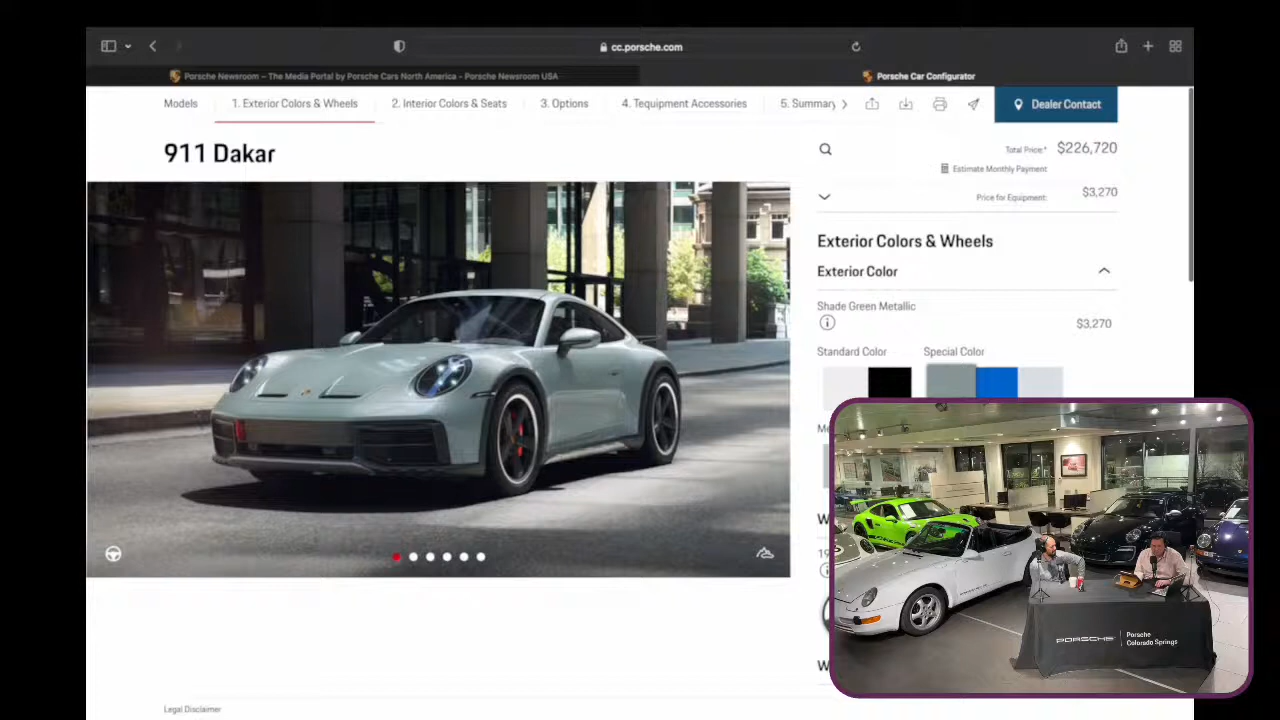 cc.porsche.com
Porsche Newsroom – The Media Portal by Porsche Cars North America - Porsche Newsroom USA
Porsche Car Configurator
Models
1. Exterior Colors & Wheels
2. Interior Colors & Seats
3. Options
4. Tequipment Accessories
5. Summary
Dealer Contact
911 Dakar
Total Price:* $226,720
Estimate Monthly Payment
Price for Equipment: $3,270
Exterior Colors & Wheels
Exterior Color
Shade Green Metallic
$3,270
Standard Color
Special Color
Me
W
19
W
PORSCHE
Porsche
Colorado Springs
Legal Disclaimer